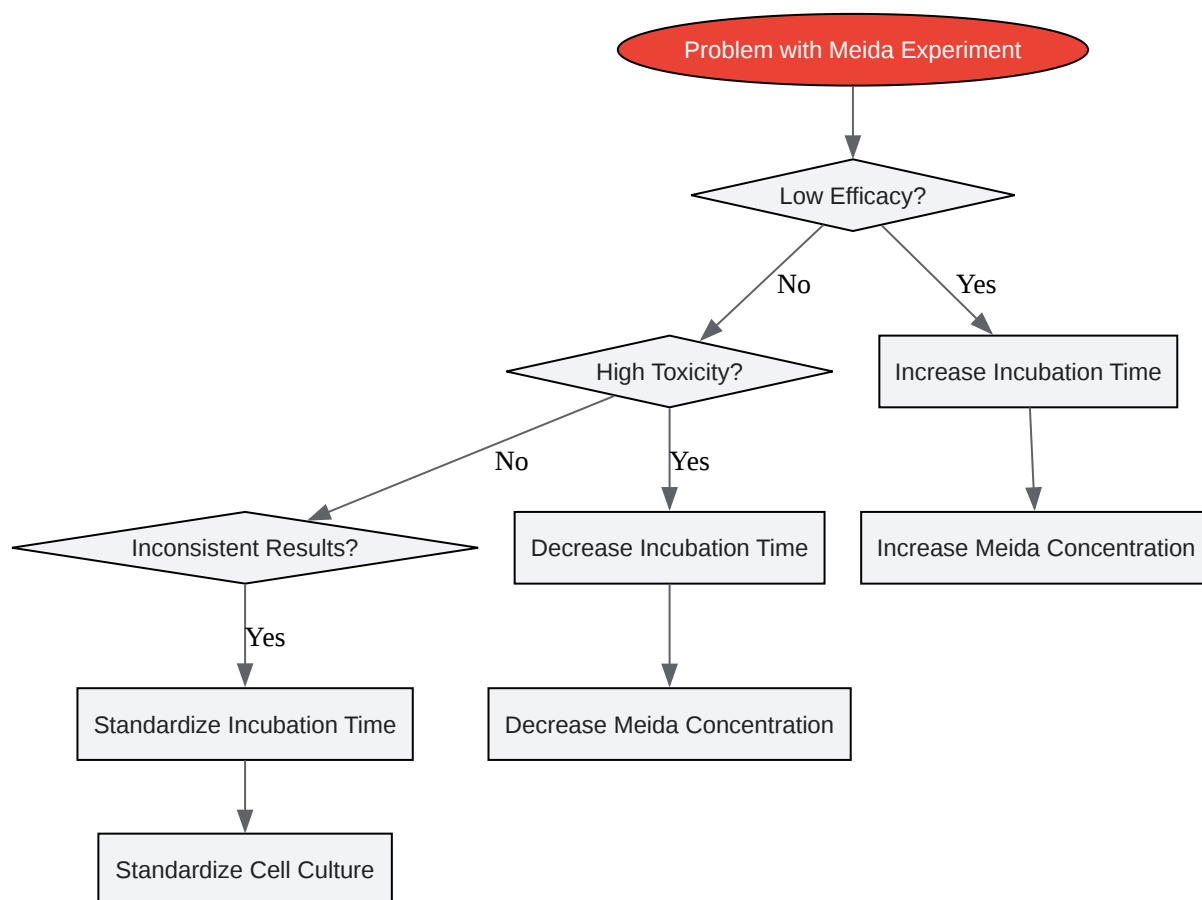 Problem with Meida Experiment
Low Efficacy?
No
Yes
High Toxicity?
Increase Incubation Time
No
Yes
Inconsistent Results?
Decrease Incubation Time
Increase Meida Concentration
Yes
Standardize Incubation Time
Decrease Meida Concentration
Standardize Cell Culture